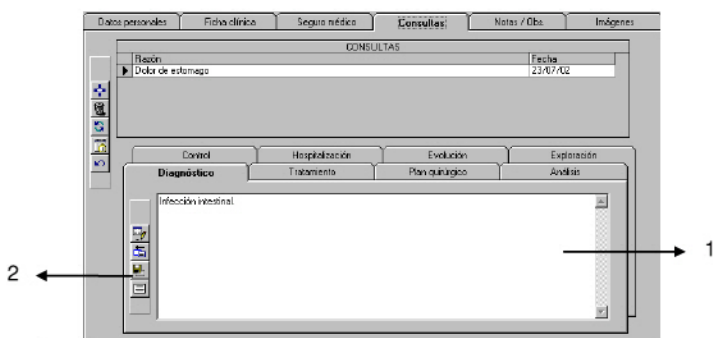 Datos personales Ficha clínica Seguro médico Consultas Notas / Obs. Imágenes
CONSULTAS
Razón Fecha
Dolor de estomago 23/07/02
Control Hospitalización Evolución Exploración
Diagnóstico Tratamiento Plan quirúrgico Análisis
Infección intestinal.
1
2